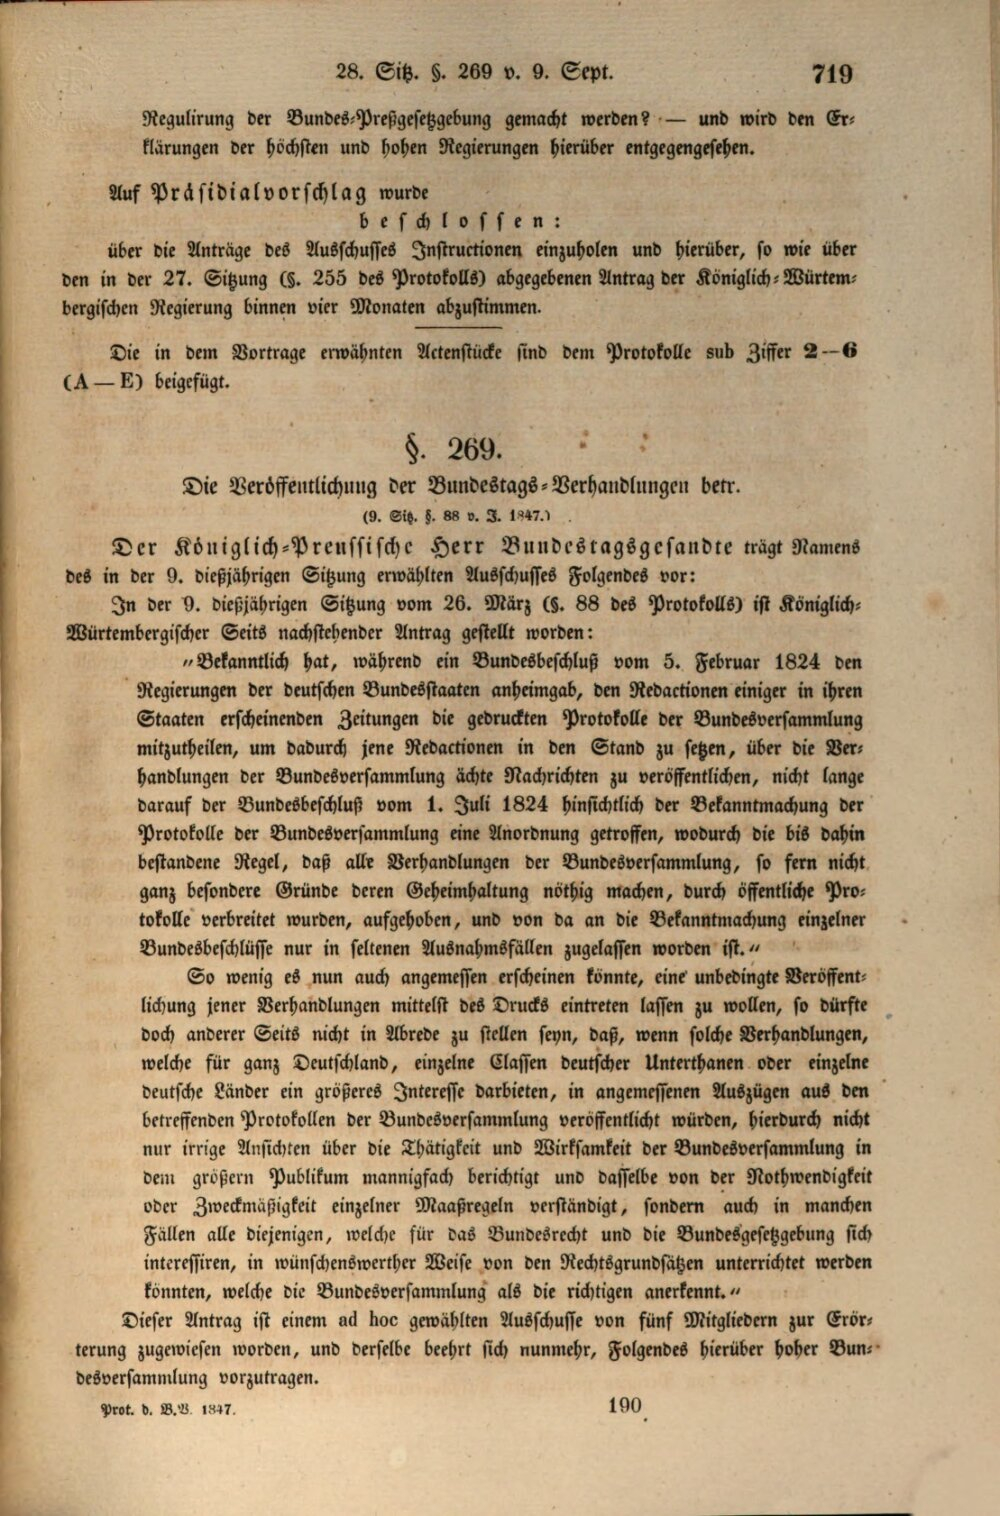 28. Sitz. §. 269 v. 9. Sept.
719
Regulirung der Bundes-Preßgesetzgebung gemacht werden? — und wird den Er-
klärungen der höchsten und hohen Regierungen hierüber entgegengesehen.
Auf Präsidialvorschlag wurde
beschlossen:
über die Anträge des Ausschusses Instructionen einzuholen und hierüber, so wie über
den in der 27. Sitzung (§. 255 des Protokolls) abgegebenen Antrag der Königlich-Würtem-
bergischen Regierung binnen vier Monaten abzustimmen.
Die in dem Vortrage erwähnten Actenstücke sind dem Protokolle sub Ziffer 2—6
(A — E) beigefügt.
§. 269.
Die Veröffentlichung der Bundestags-Verhandlungen betr.
(9. Sitz. §. 88 v. J. 1847.)
Der Königlich-Preussische Herr Bundestagsgesandte trägt Namens
des in der 9. dießjährigen Sitzung erwählten Ausschusses Folgendes vor:
In der 9. dießjährigen Sitzung vom 26. März (§. 88 des Protokolls) ist Königlich-
Würtembergischer Seits nachstehender Antrag gestellt worden:
„Bekanntlich hat, während ein Bundesbeschluß vom 5. Februar 1824 den
Regierungen der deutschen Bundesstaaten anheimgab, den Redactionen einiger in ihren
Staaten erscheinenden Zeitungen die gedruckten Protokolle der Bundesversammlung
mitzutheilen, um dadurch jene Redactionen in den Stand zu setzen, über die Ver-
handlungen der Bundesversammlung ächte Nachrichten zu veröffentlichen, nicht lange
darauf der Bundesbeschluß vom 1. Juli 1824 hinsichtlich der Bekanntmachung der
Protokolle der Bundesversammlung eine Anordnung getroffen, wodurch die bis dahin
bestandene Regel, daß alle Verhandlungen der Bundesversammlung, so fern nicht
ganz besondere Gründe deren Geheimhaltung nöthig machen, durch öffentliche Pro-
tokolle verbreitet wurden, aufgehoben, und von da an die Bekanntmachung einzelner
Bundesbeschlüsse nur in seltenen Ausnahmsfällen zugelassen worden ist.“
So wenig es nun auch angemessen erscheinen könnte, eine unbedingte Veröffent-
lichung jener Verhandlungen mittelst des Drucks eintreten lassen zu wollen, so dürfte
doch anderer Seits nicht in Abrede zu stellen seyn, daß, wenn solche Verhandlungen,
welche für ganz Deutschland, einzelne Classen deutscher Unterthanen oder einzelne
deutsche Länder ein größeres Interesse darbieten, in angemessenen Auszügen aus den
betreffenden Protokollen der Bundesversammlung veröffentlicht würden, hierdurch nicht
nur irrige Ansichten über die Thätigkeit und Wirksamkeit der Bundesversammlung in
dem größern Publikum mannigfach berichtigt und dasselbe von der Nothwendigkeit
oder Zweckmäßigkeit einzelner Maaßregeln verständigt, sondern auch in manchen
Fällen alle diejenigen, welche für das Bundesrecht und die Bundesgesetzgebung sich
interessiren, in wünschenswerther Weise von den Rechtsgrundsätzen unterrichtet werden
könnten, welche die Bundesversammlung als die richtigen anerkennt.“
Dieser Antrag ist einem ad hoc gewählten Ausschusse von fünf Mitgliedern zur Erör-
terung zugewiesen worden, und derselbe beehrt sich nunmehr, Folgendes hierüber hoher Bun-
desversammlung vorzutragen.
Prot. d. B.V. 1847.
190